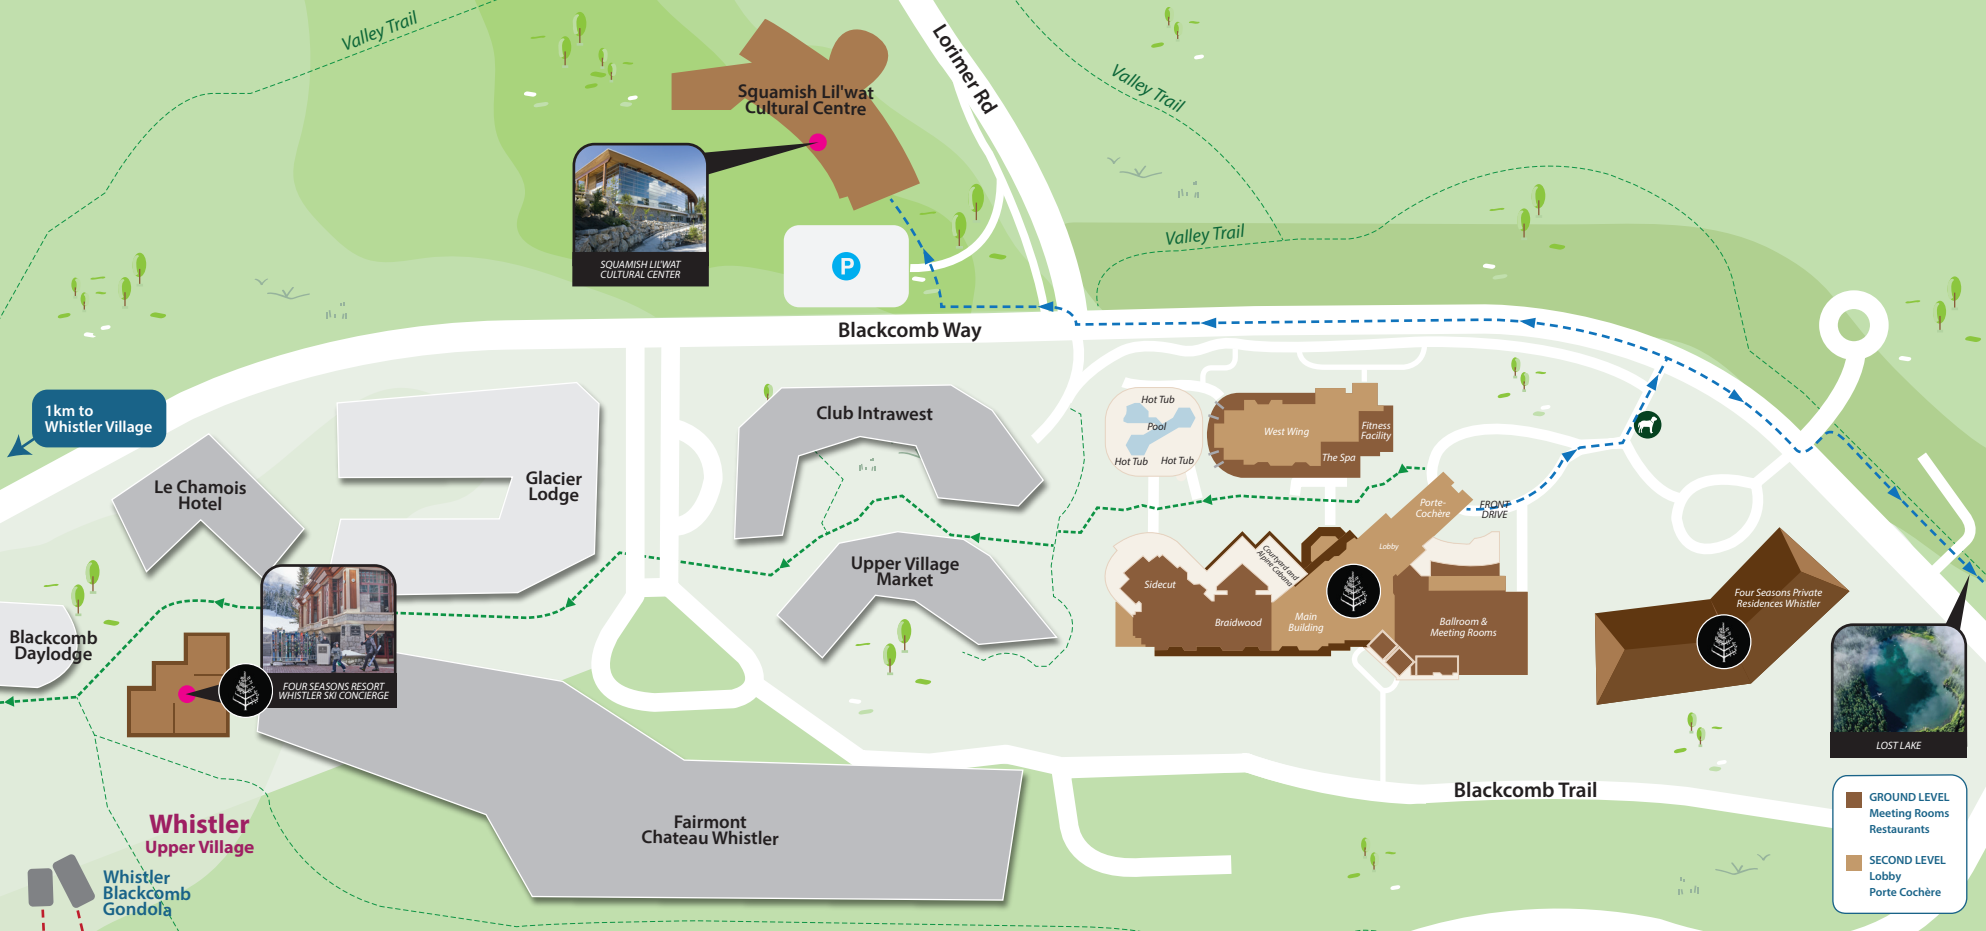 Valley Trail
Lorimer Rd
Squamish Lil'wat
Cultural Centre
Valley Trail
SQUAMISH LIL'WAT
CULTURAL CENTER
P
Valley Trail
Blackcomb Way
1km to
Whistler Village
Le Chamois
Hotel
Glacier
Lodge
Club Intrawest
Hot Tub
Pool
Hot Tub
Hot Tub
West Wing
Fitness
Facility
The Spa
Porte-
Cochère
FRONT
DRIVE
Lobby
Courtyard and
Alpine Cabana
Upper Village
Market
Sidecut
Braidwood
Main
Building
Ballroom &
Meeting Rooms
Four Seasons Private
Residences Whistler
Blackcomb
Daylodge
FOUR SEASONS RESORT
WHISTLER SKI CONCIERGE
LOST LAKE
Blackcomb Trail
Whistler
Upper Village
Fairmont
Chateau Whistler
Whistler
Blackcomb
Gondola
GROUND LEVEL
Meeting Rooms
Restaurants
SECOND LEVEL
Lobby
Porte Cochère